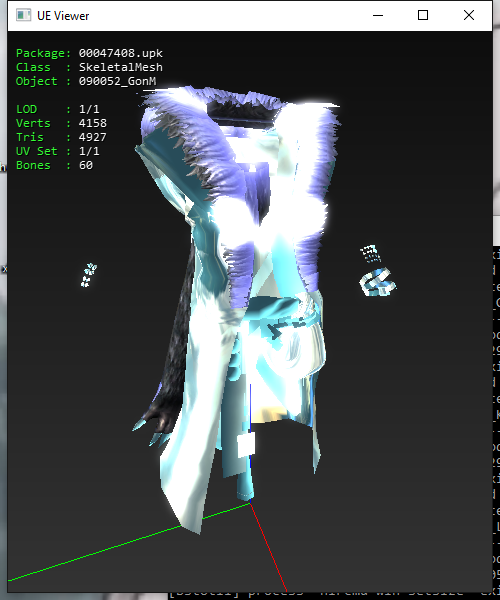 UE Viewer
Package: 00047408.upk
Class  : SkeletalMesh
Object : 090052_GonM
LOD    : 1/1
Verts  : 4158
Tris   : 4927
UV Set : 1/1
Bones  : 60